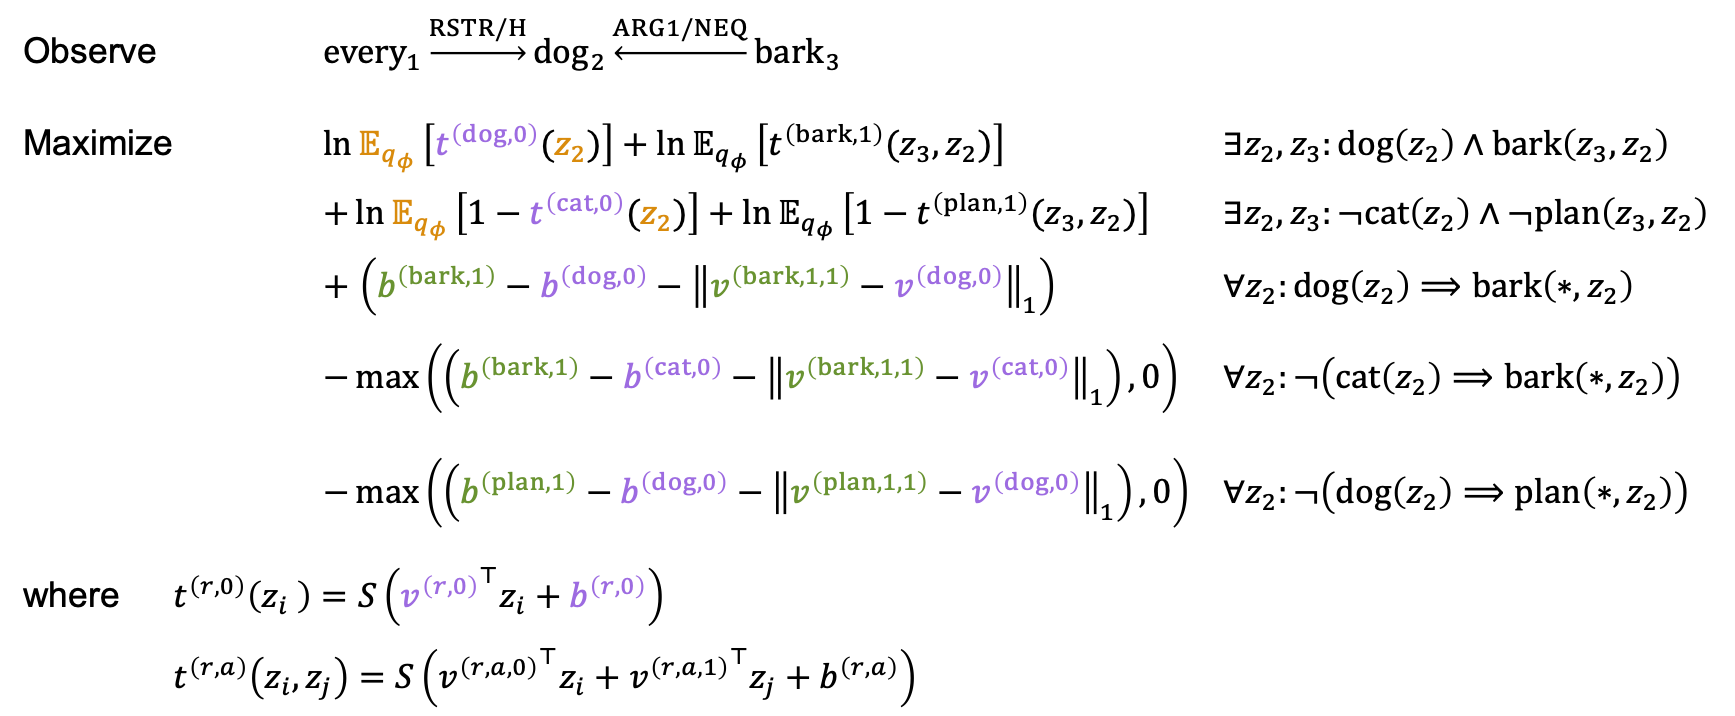 Observe every₁ —RSTR/H→ dog₂ ←ARG1/NEQ— bark₃
Maximize ln 𝔼_{q_ϕ} [t^{(dog,0)}(z₂)] + ln 𝔼_{q_ϕ} [t^{(bark,1)}(z₃, z₂)] ∃z₂, z₃: dog(z₂) ∧ bark(z₃, z₂)
+ ln 𝔼_{q_ϕ} [1 − t^{(cat,0)}(z₂)] + ln 𝔼_{q_ϕ} [1 − t^{(plan,1)}(z₃, z₂)] ∃z₂, z₃: ¬cat(z₂) ∧ ¬plan(z₃, z₂)
+ (b^{(bark,1)} − b^{(dog,0)} − ‖v^{(bark,1,1)} − v^{(dog,0)}‖₁) ∀z₂: dog(z₂) ⟹ bark(∗, z₂)
− max((b^{(bark,1)} − b^{(cat,0)} − ‖v^{(bark,1,1)} − v^{(cat,0)}‖₁), 0) ∀z₂: ¬(cat(z₂) ⟹ bark(∗, z₂))
− max((b^{(plan,1)} − b^{(dog,0)} − ‖v^{(plan,1,1)} − v^{(dog,0)}‖₁), 0) ∀z₂: ¬(dog(z₂) ⟹ plan(∗, z₂))
where t^{(r,0)}(z_i) = S(v^{(r,0)⊤} z_i + b^{(r,0)})
t^{(r,a)}(z_i, z_j) = S(v^{(r,a,0)⊤} z_i + v^{(r,a,1)⊤} z_j + b^{(r,a)})